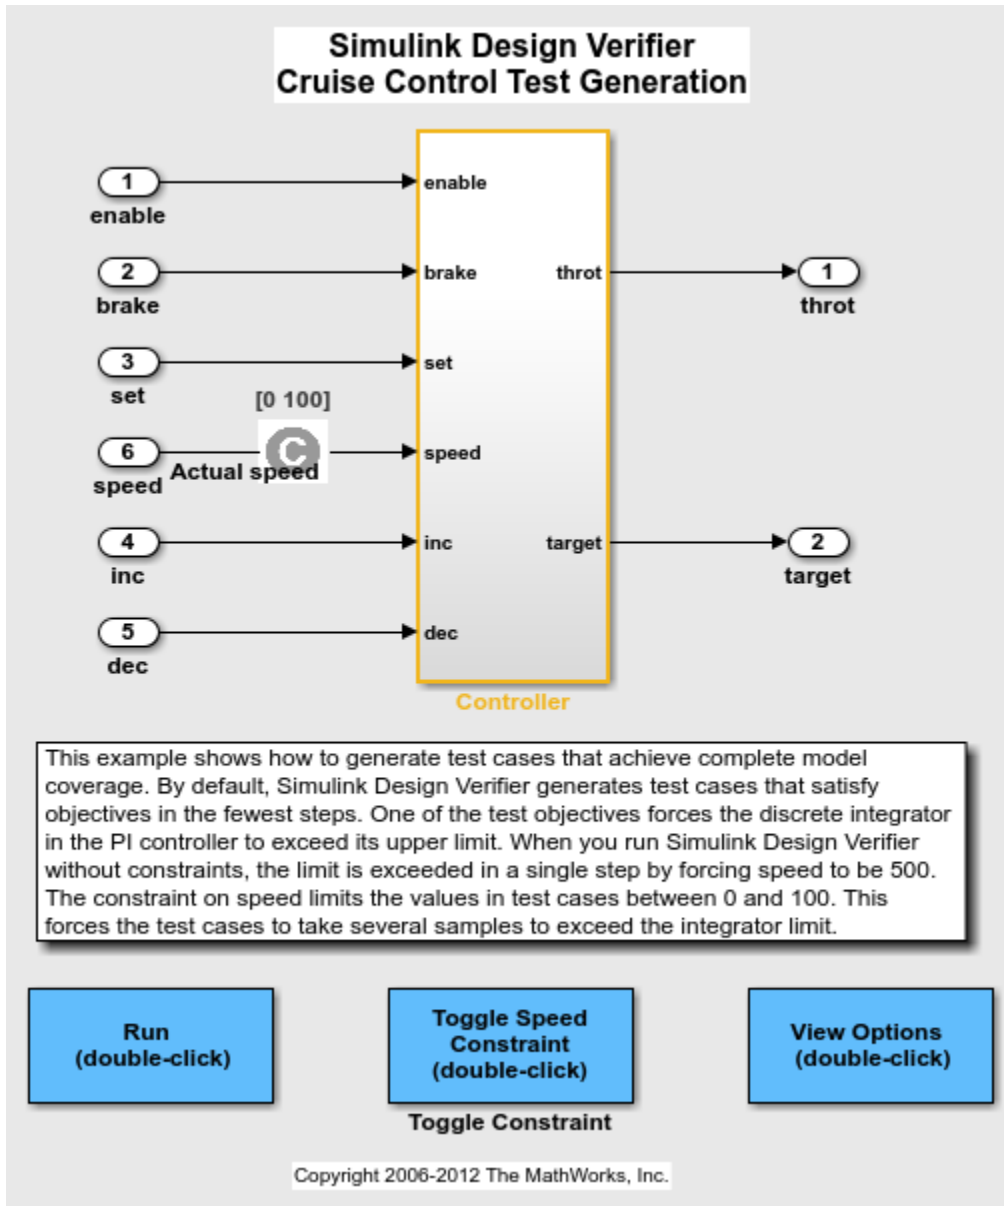 Simulink Design Verifier
Cruise Control Test Generation
1
enable
enable
2
brake
brake
throt
1
throt
3
set
set
[0 100]
6
speed
C
Actual speed
speed
4
inc
inc
target
2
target
5
dec
dec
Controller
This example shows how to generate test cases that achieve complete model
coverage. By default, Simulink Design Verifier generates test cases that satisfy
objectives in the fewest steps. One of the test objectives forces the discrete integrator
in the PI controller to exceed its upper limit. When you run Simulink Design Verifier
without constraints, the limit is exceeded in a single step by forcing speed to be 500.
The constraint on speed limits the values in test cases between 0 and 100. This
forces the test cases to take several samples to exceed the integrator limit.
Run
(double-click)
Toggle Speed
Constraint
(double-click)
View Options
(double-click)
Toggle Constraint
Copyright 2006-2012 The MathWorks, Inc.